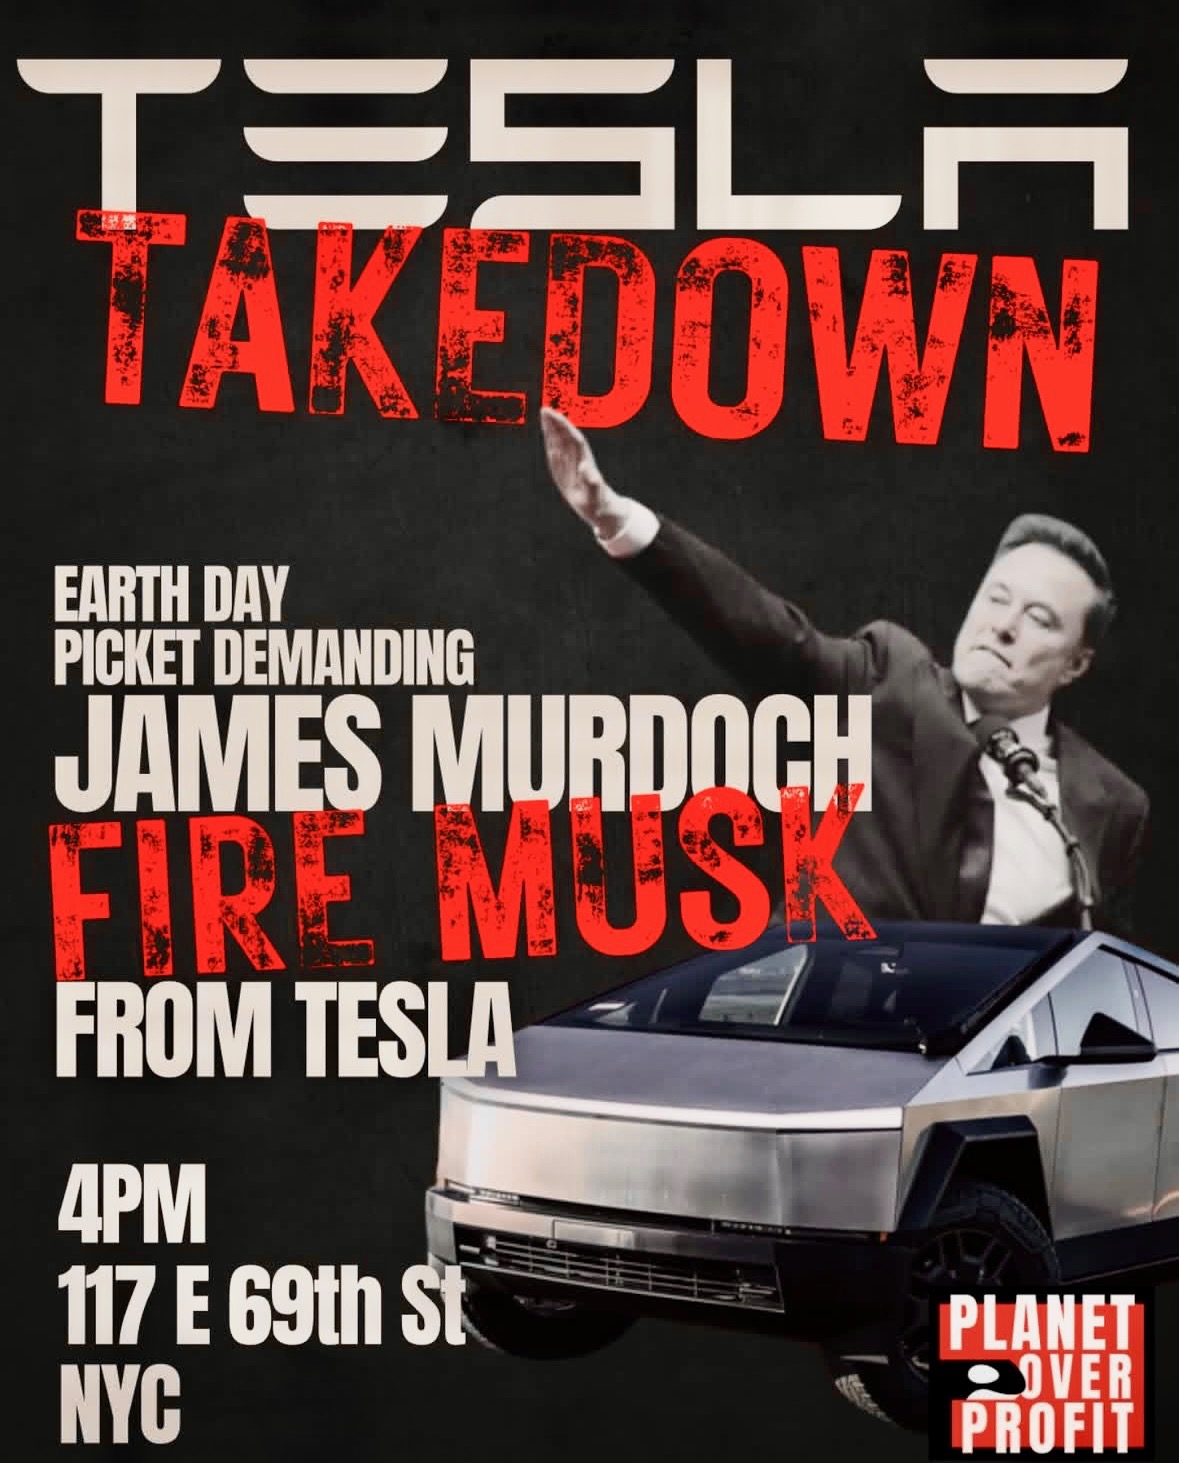 TESLA
TAKEDOWN
EARTH DAY
PICKET DEMANDING
JAMES MURDOCH
FIRE MUSK
FROM TESLA
4PM
117 E 69th St
NYC
PLANET
OVER
PROFIT